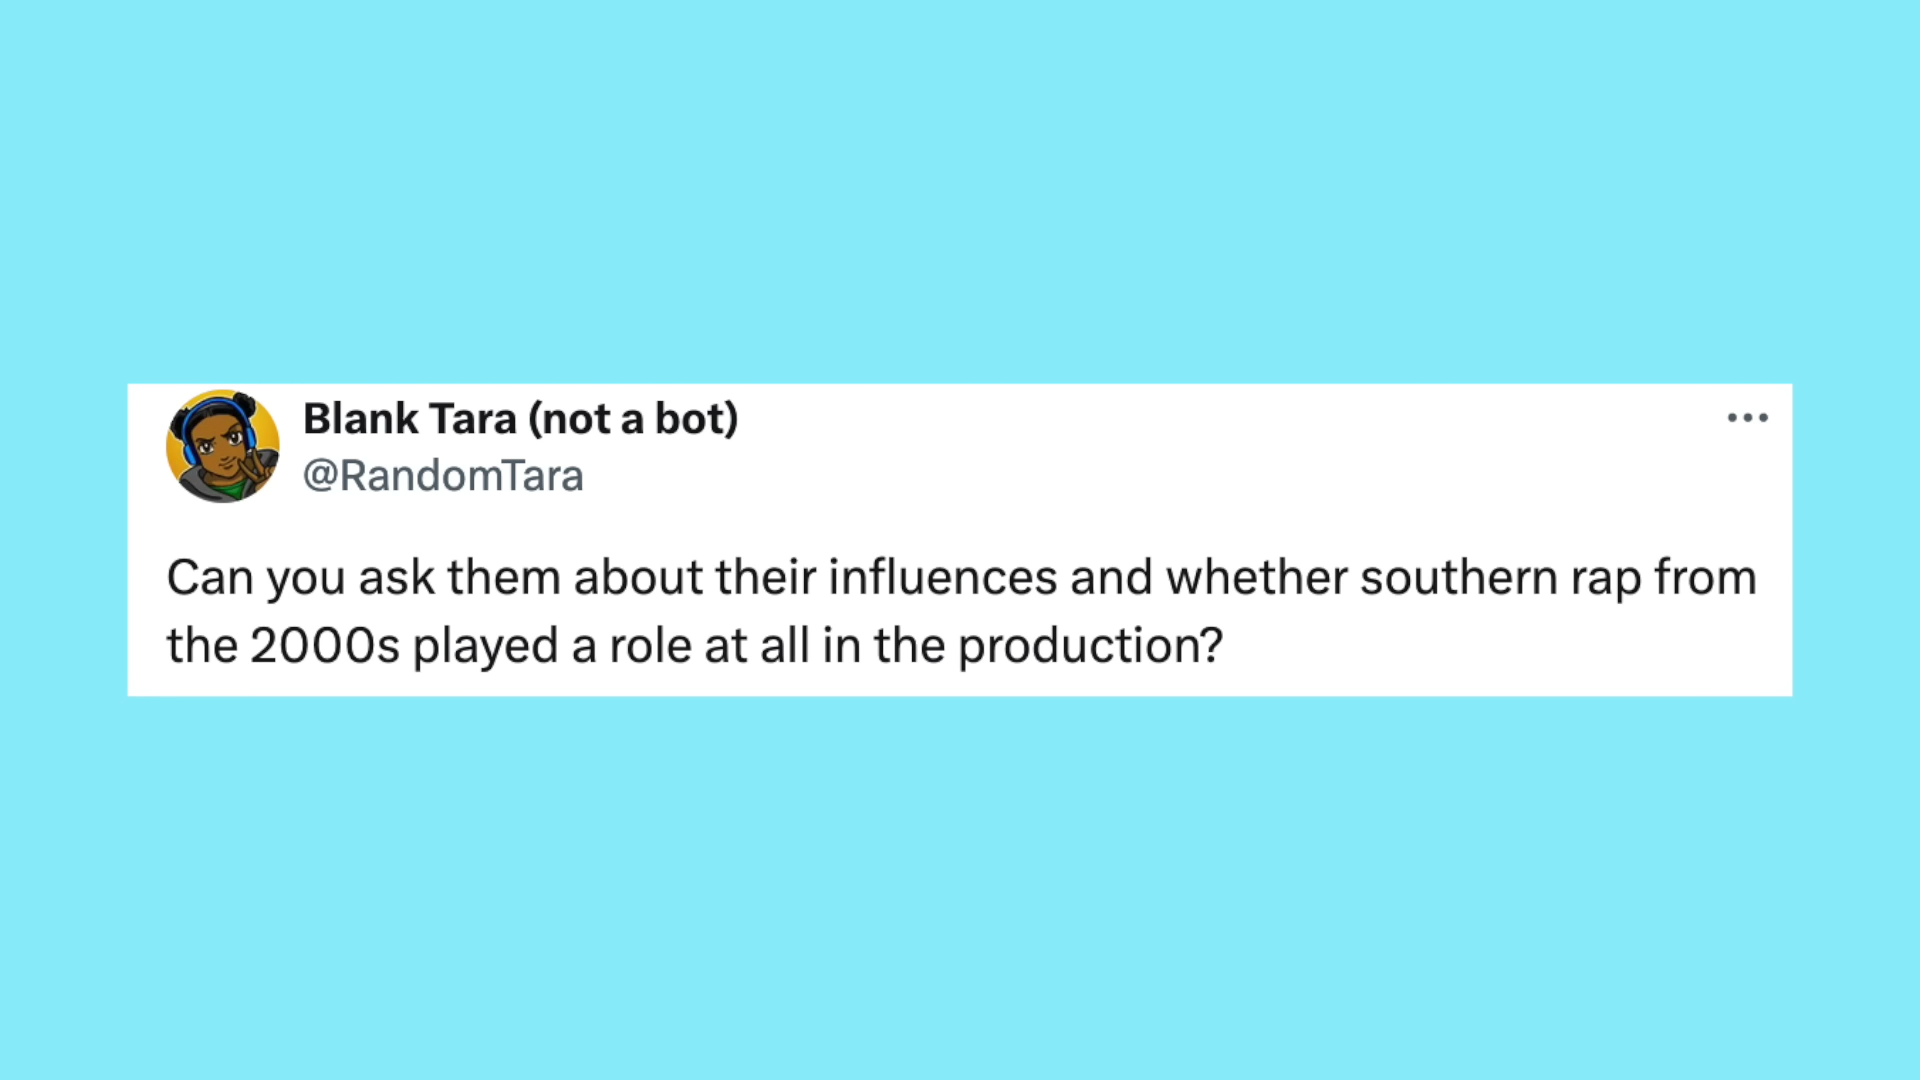 Blank Tara (not a bot)
@RandomTara
Can you ask them about their influences and whether southern rap from
the 2000s played a role at all in the production?